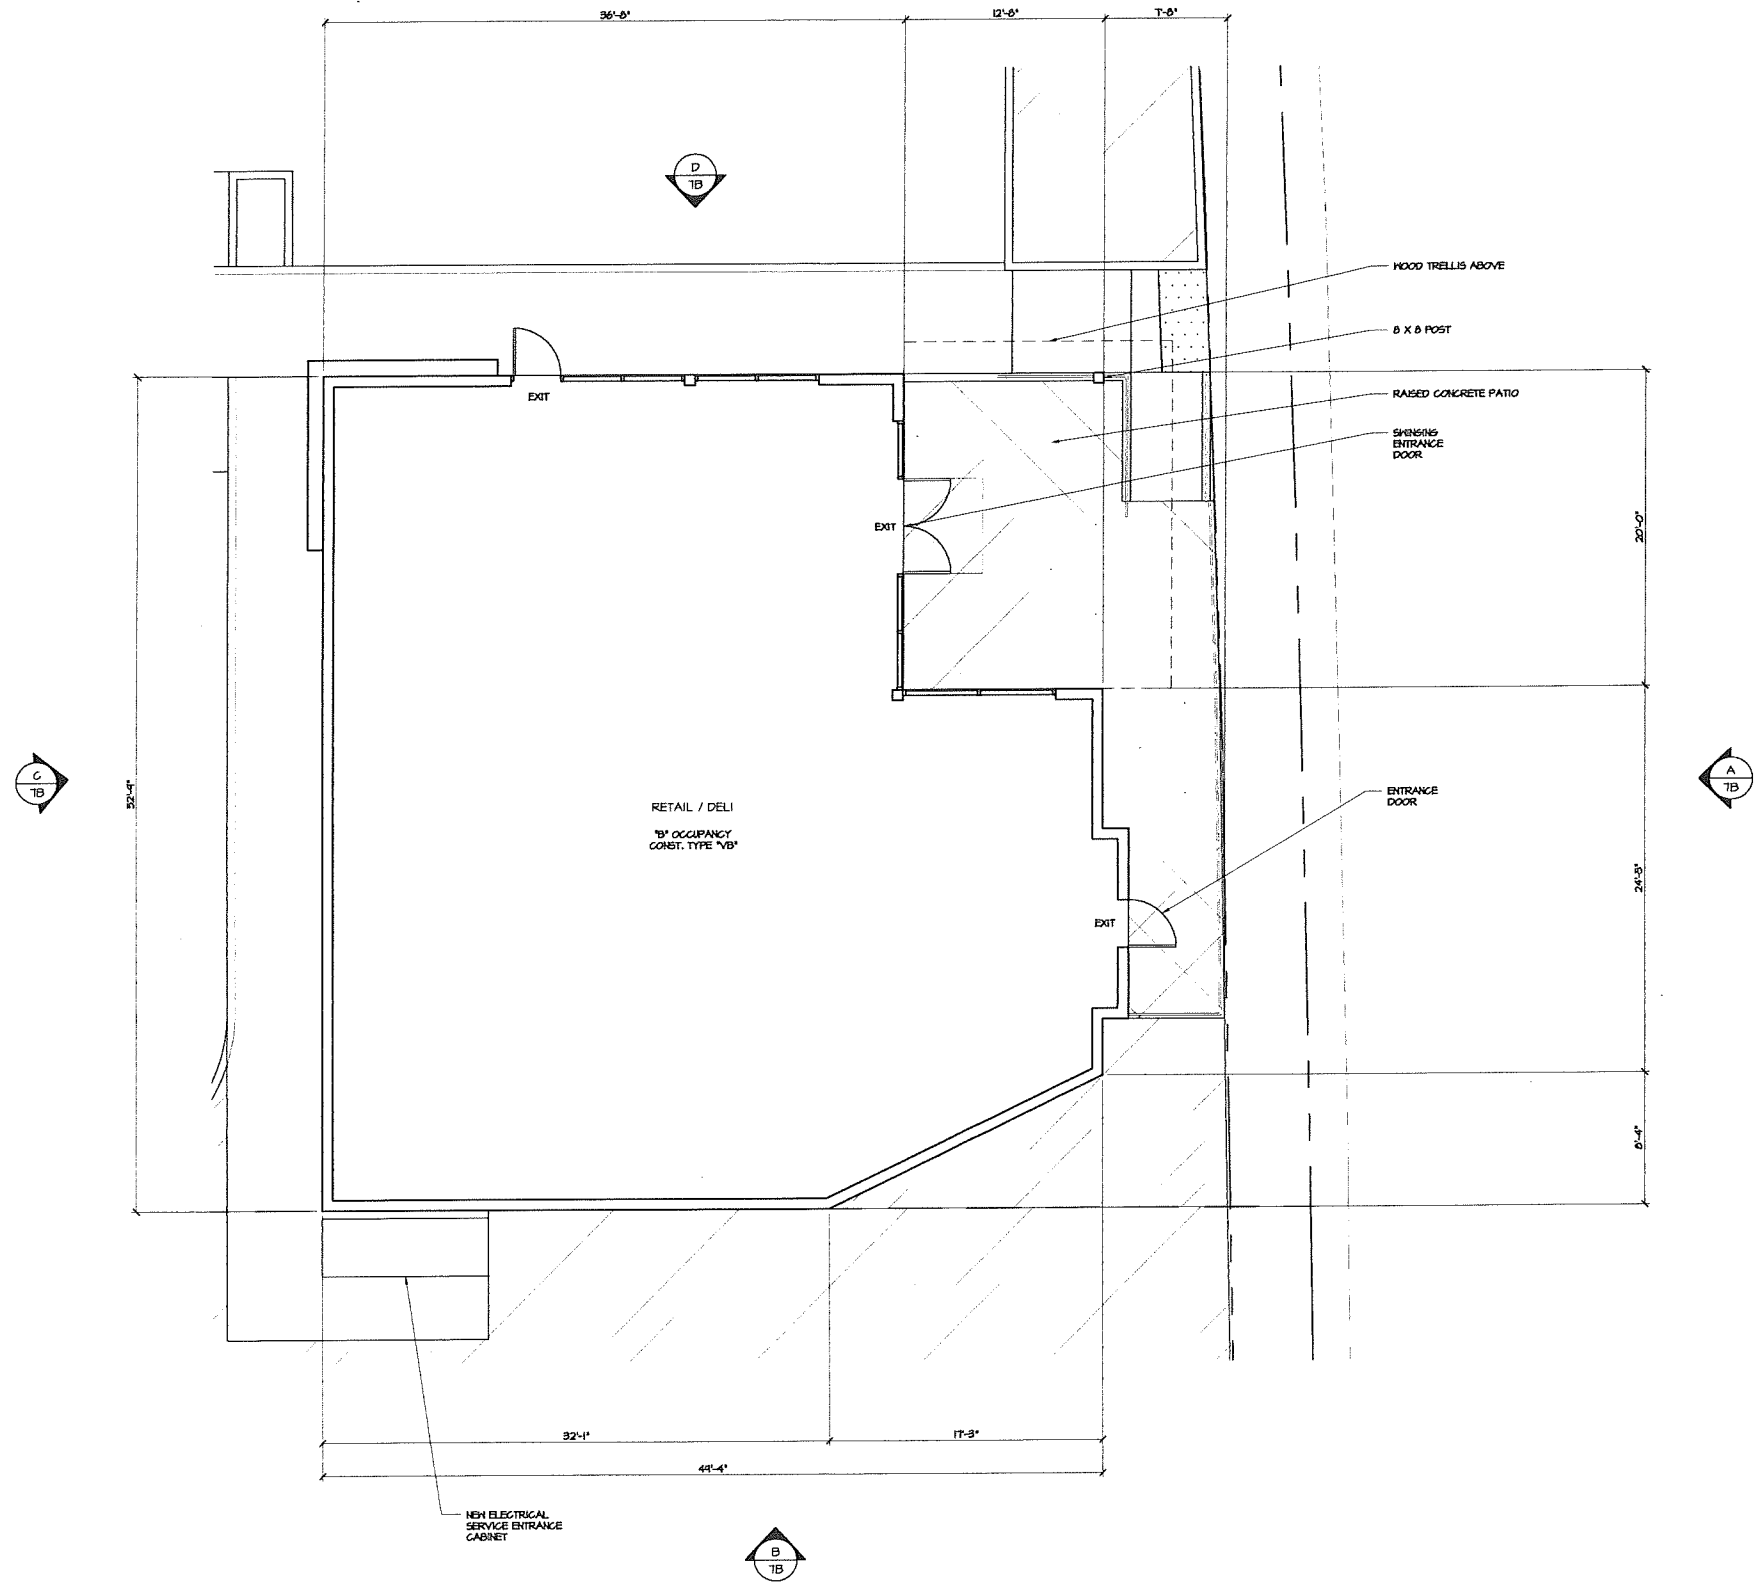 36'-8"
12'-8"
7'-8"
D
7B
WOOD TRELLIS ABOVE
8 X 8 POST
RAISED CONCRETE PATIO
SWINGING
ENTRANCE
DOOR
EXIT
EXIT
20'-0"
C
7B
52'-9"
RETAIL / DELI
"B" OCCUPANCY
CONST. TYPE "VB"
A
7B
ENTRANCE
DOOR
24'-5"
EXIT
8'-4"
32'-1"
17'-3"
49'-4"
NEW ELECTRICAL
SERVICE ENTRANCE
CABINET
B
7B